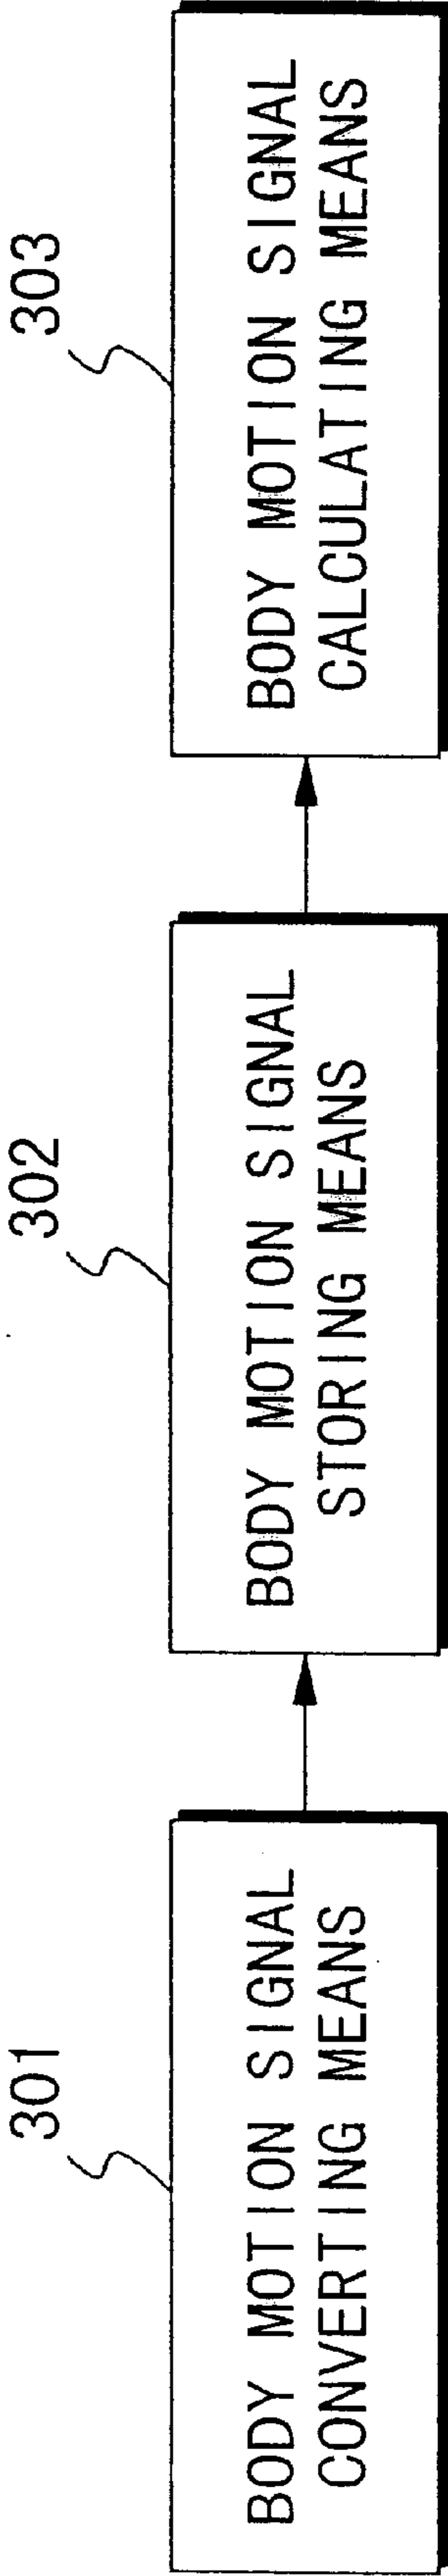 301
BODY MOTION SIGNAL
CONVERTING MEANS
302
BODY MOTION SIGNAL
STORING MEANS
303
BODY MOTION SIGNAL
CALCULATING MEANS